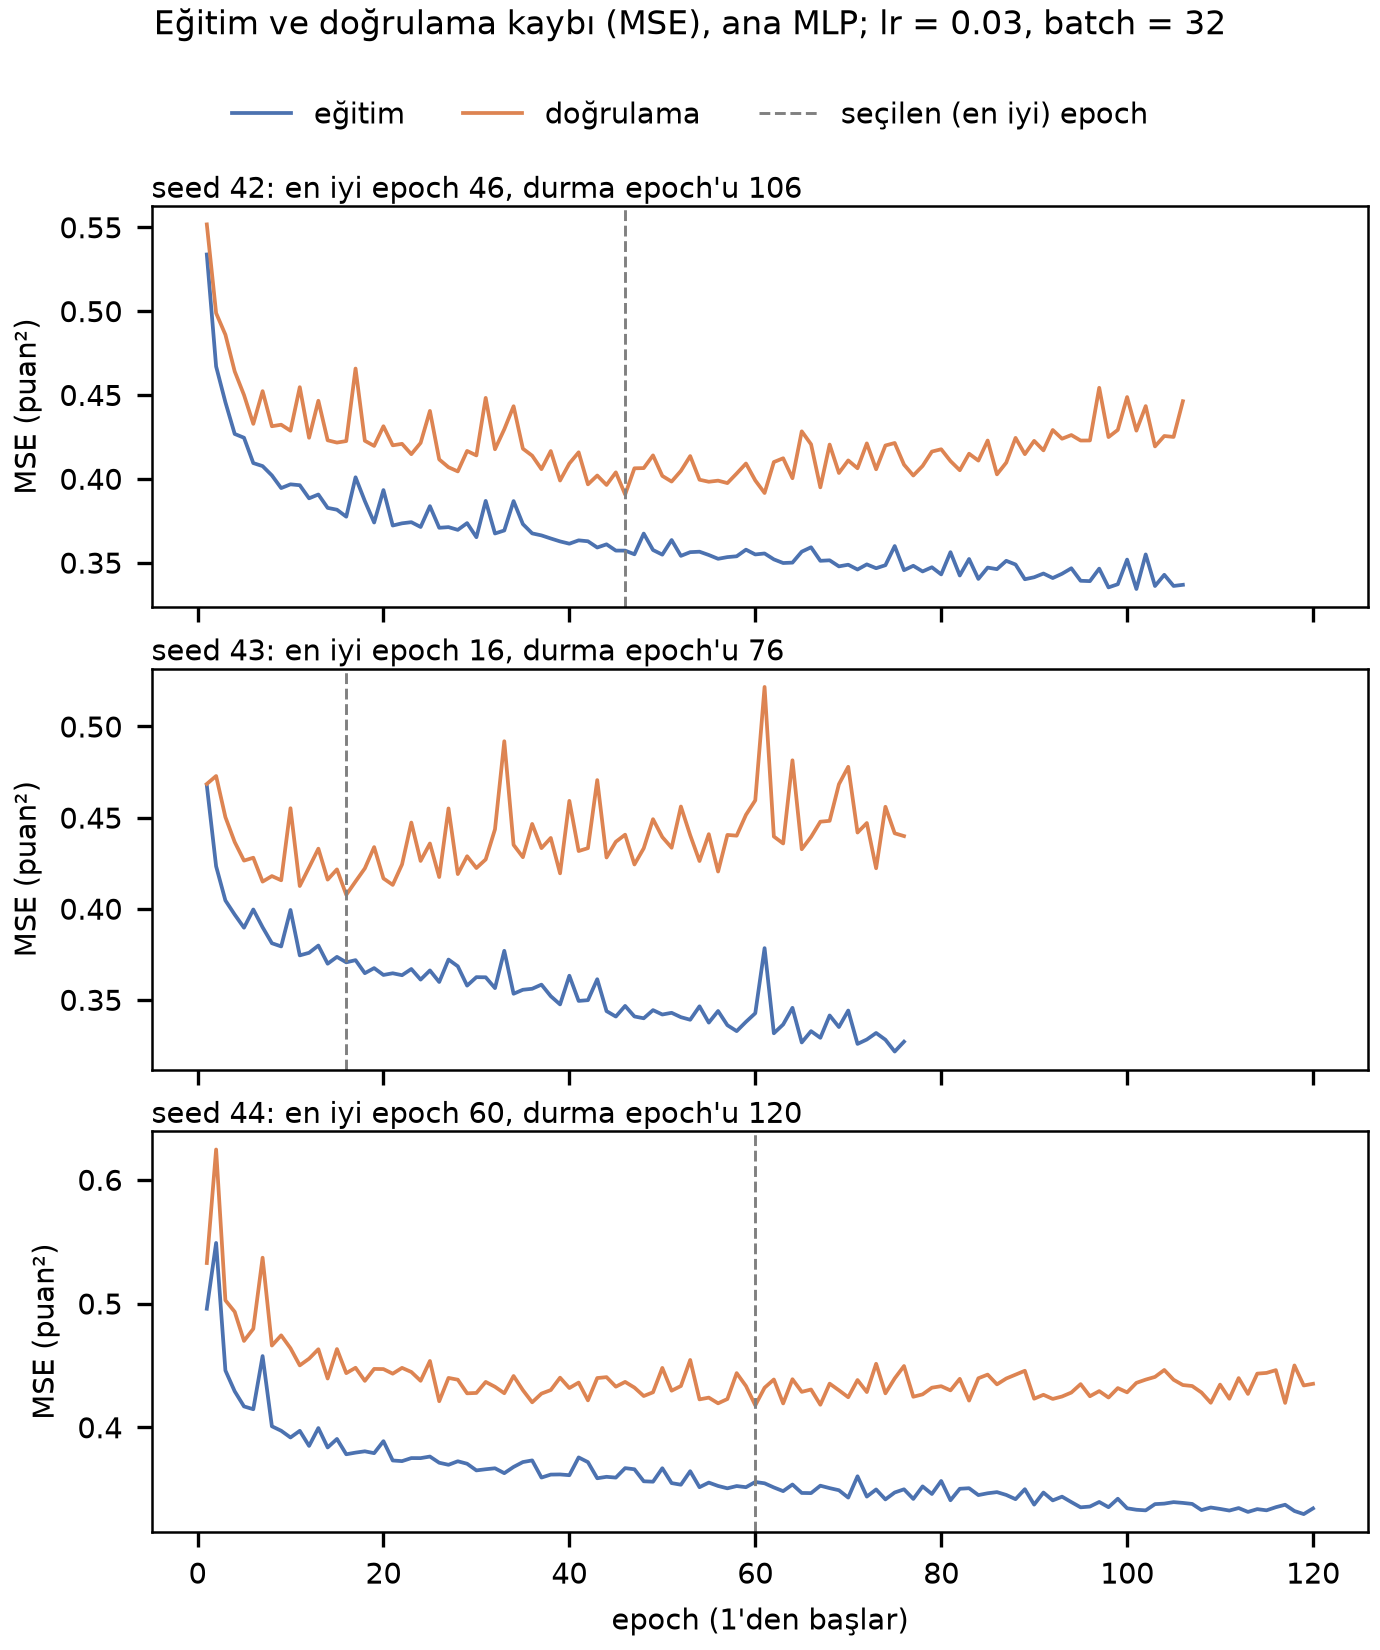 Eğitim ve doğrulama kaybı (MSE), ana MLP; lr = 0.03, batch = 32
eğitim doğrulama seçilen (en iyi) epoch
seed 42: en iyi epoch 46, durma epoch'u 106
0.55
0.50
0.45
0.40
0.35
MSE (puan²)
seed 43: en iyi epoch 16, durma epoch'u 76
0.50
0.45
0.40
0.35
MSE (puan²)
seed 44: en iyi epoch 60, durma epoch'u 120
0.6
0.5
0.4
MSE (puan²)
0 20 40 60 80 100 120
epoch (1'den başlar)